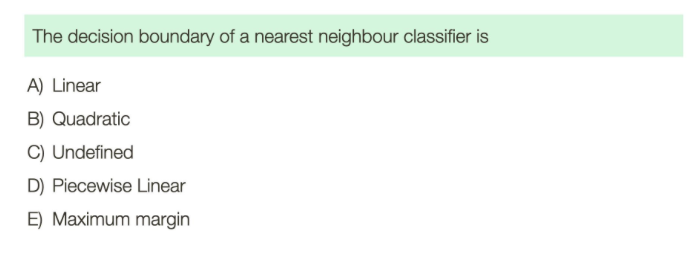 The decision boundary of a nearest neighbour classifier is
A) Linear
B) Quadratic
C) Undefined
D) Piecewise Linear
E) Maximum margin